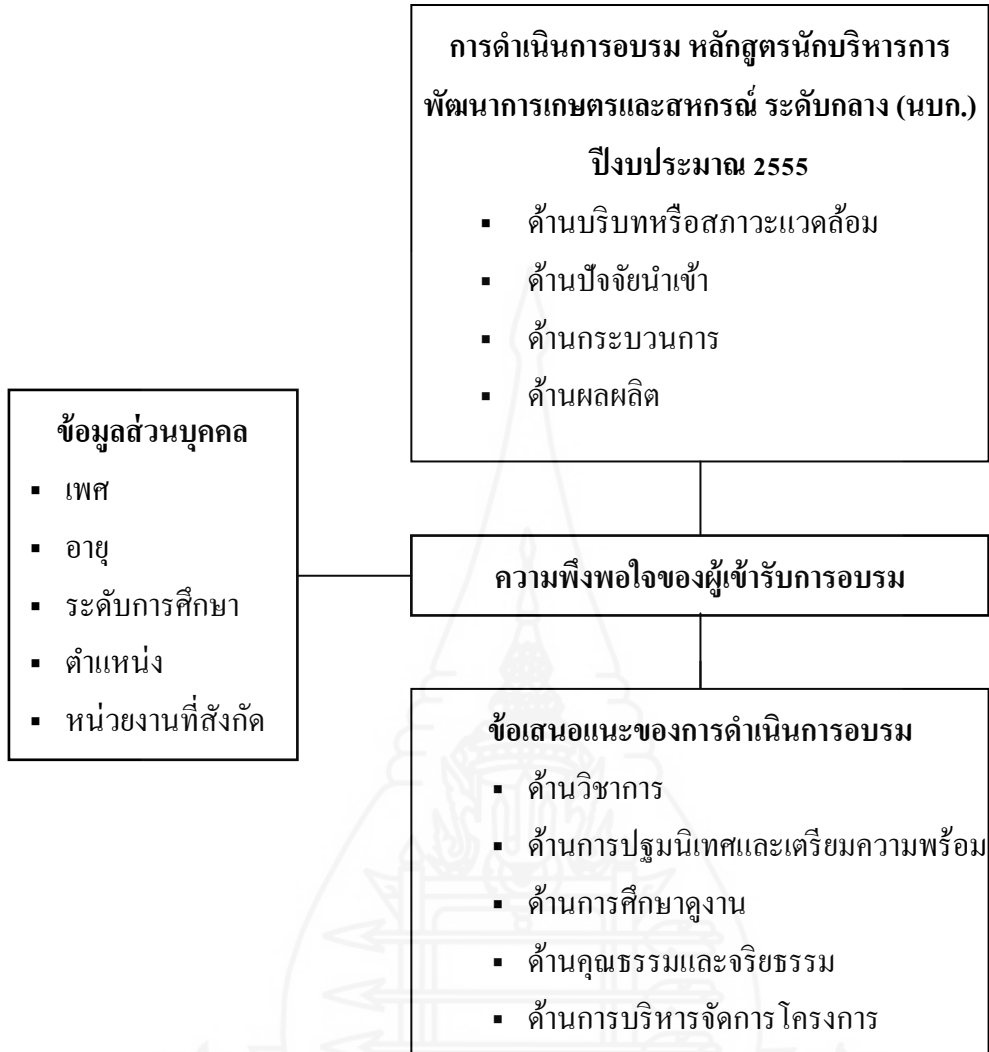 การดำเนินการอบรม หลักสูตรนักบริหารการ
พัฒนาการเกษตรและสหกรณ์ ระดับกลาง (นบก.)
ปีงบประมาณ 2555
▪ ด้านบริบทหรือสภาวะแวดล้อม
▪ ด้านปัจจัยนำเข้า
▪ ด้านกระบวนการ
▪ ด้านผลผลิต
ข้อมูลส่วนบุคคล
▪ เพศ
▪ อายุ
▪ ระดับการศึกษา
▪ ตำแหน่ง
▪ หน่วยงานที่สังกัด
ความพึงพอใจของผู้เข้ารับการอบรม
ข้อเสนอแนะของการดำเนินการอบรม
▪ ด้านวิชาการ
▪ ด้านการปฐมนิเทศและเตรียมความพร้อม
▪ ด้านการศึกษาดูงาน
▪ ด้านคุณธรรมและจริยธรรม
▪ ด้านการบริหารจัดการโครงการ